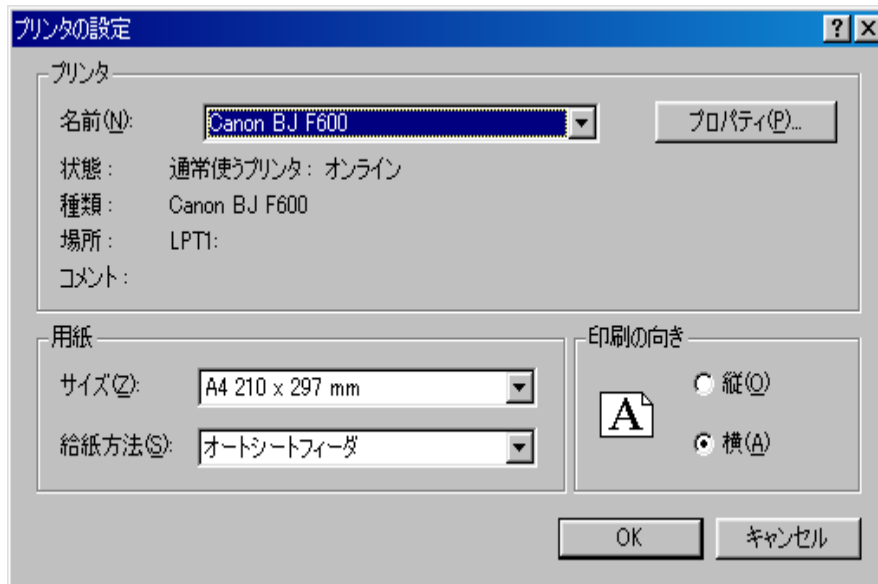 プリンタの設定
プリンタ
名前(N): Canon BJ F600 プロパティ(P)...
状態: 通常使うプリンタ: オンライン
種類: Canon BJ F600
場所: LPT1:
コメント:
用紙
サイズ(Z): A4 210 x 297 mm
給紙方法(S): オートシートフィーダ
印刷の向き
A
縦(O)
横(A)
OK キャンセル